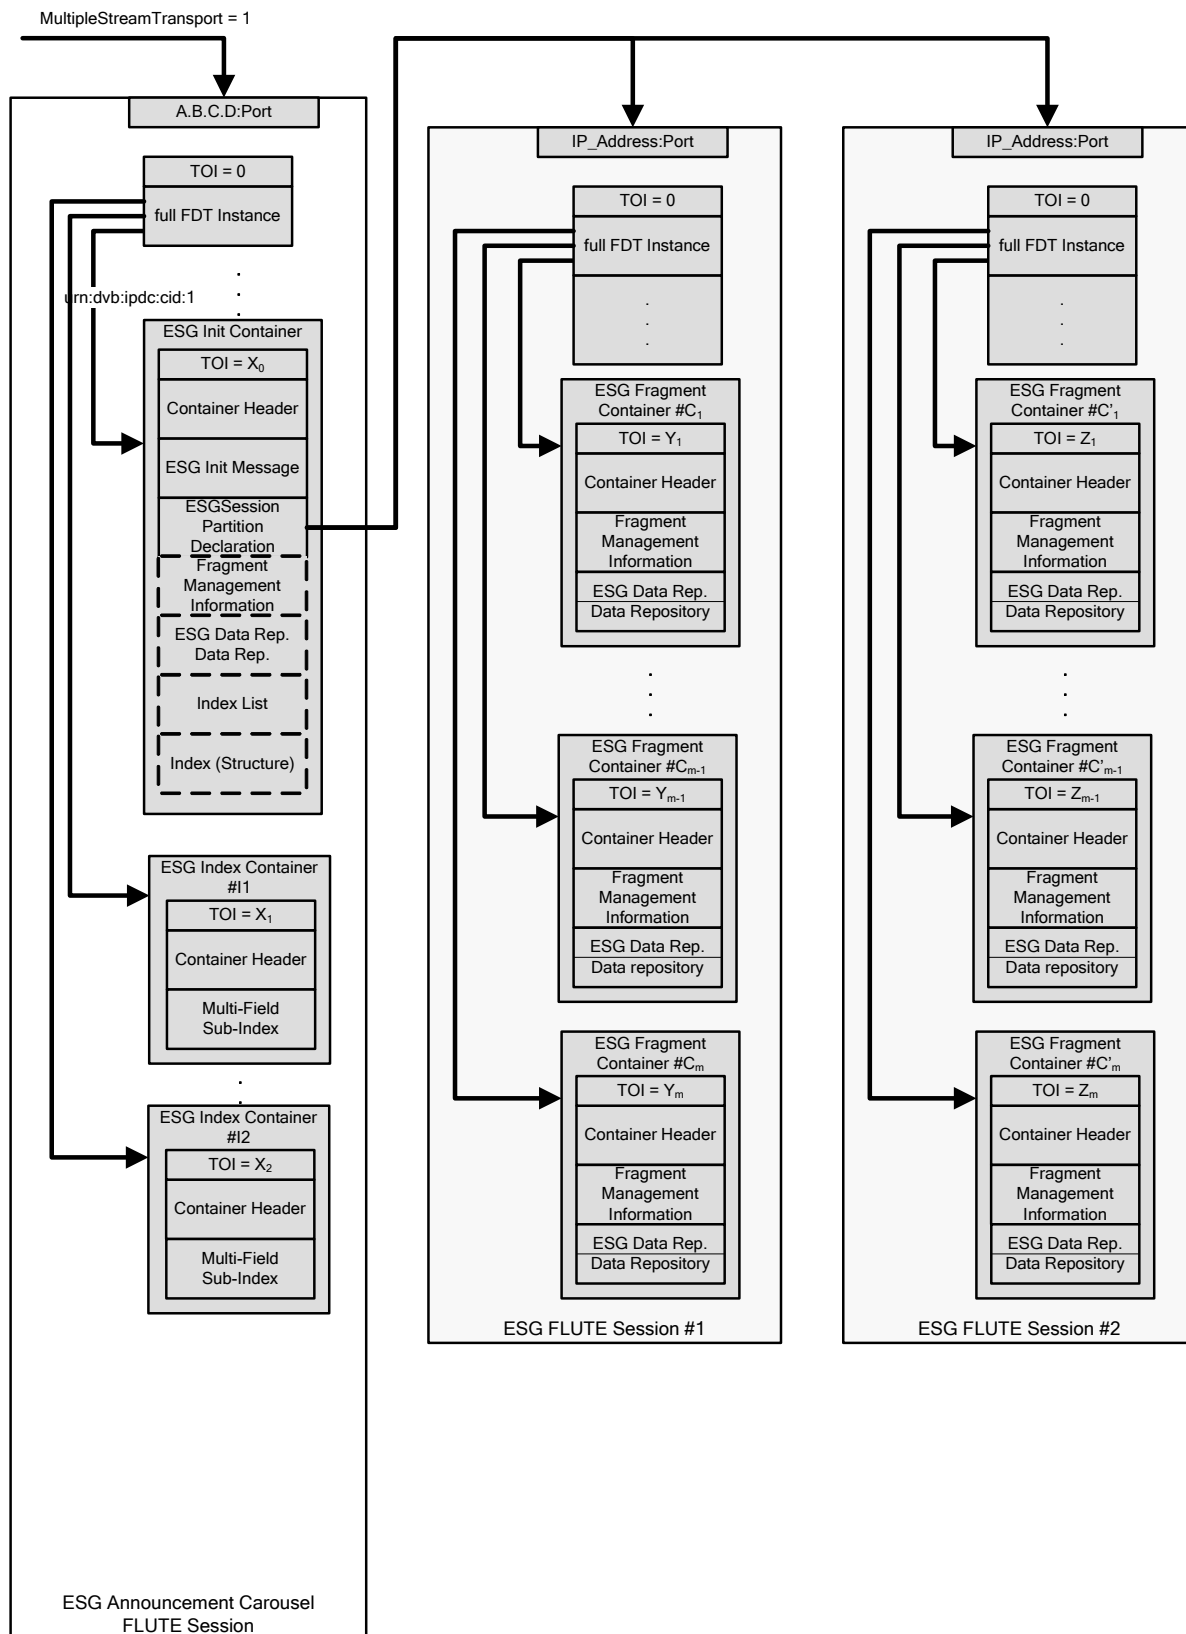 MultipleStreamTransport = 1
A.B.C.D:Port
TOI = 0
full FDT Instance
.
.
.
urn:dvb:ipdc:cid:1
ESG Init Container
TOI = X0
Container Header
ESG Init Message
ESGSession
Partition
Declaration
Fragment
Management
Information
ESG Data Rep.
Data Rep.
Index List
Index (Structure)
ESG Index Container
#I1
TOI = X1
Container Header
Multi-Field
Sub-Index
.
.
ESG Index Container
#I2
TOI = X2
Container Header
Multi-Field
Sub-Index
ESG Announcement Carousel
FLUTE Session
IP_Address:Port
TOI = 0
full FDT Instance
.
.
.
ESG Fragment
Container #C1
TOI = Y1
Container Header
Fragment
Management
Information
ESG Data Rep.
Data Repository
.
.
.
ESG Fragment
Container #Cm-1
TOI = Ym-1
Container Header
Fragment
Management
Information
ESG Data Rep.
Data repository
ESG Fragment
Container #Cm
TOI = Ym
Container Header
Fragment
Management
Information
ESG Data Rep.
Data Repository
ESG FLUTE Session #1
IP_Address:Port
TOI = 0
full FDT Instance
.
.
.
ESG Fragment
Container #C'1
TOI = Z1
Container Header
Fragment
Management
Information
ESG Data Rep.
Data Repository
.
.
.
ESG Fragment
Container #C'm-1
TOI = Zm-1
Container Header
Fragment
Management
Information
ESG Data Rep.
Data repository
ESG Fragment
Container #C'm
TOI = Zm
Container Header
Fragment
Management
Information
ESG Data Rep.
Data Repository
ESG FLUTE Session #2